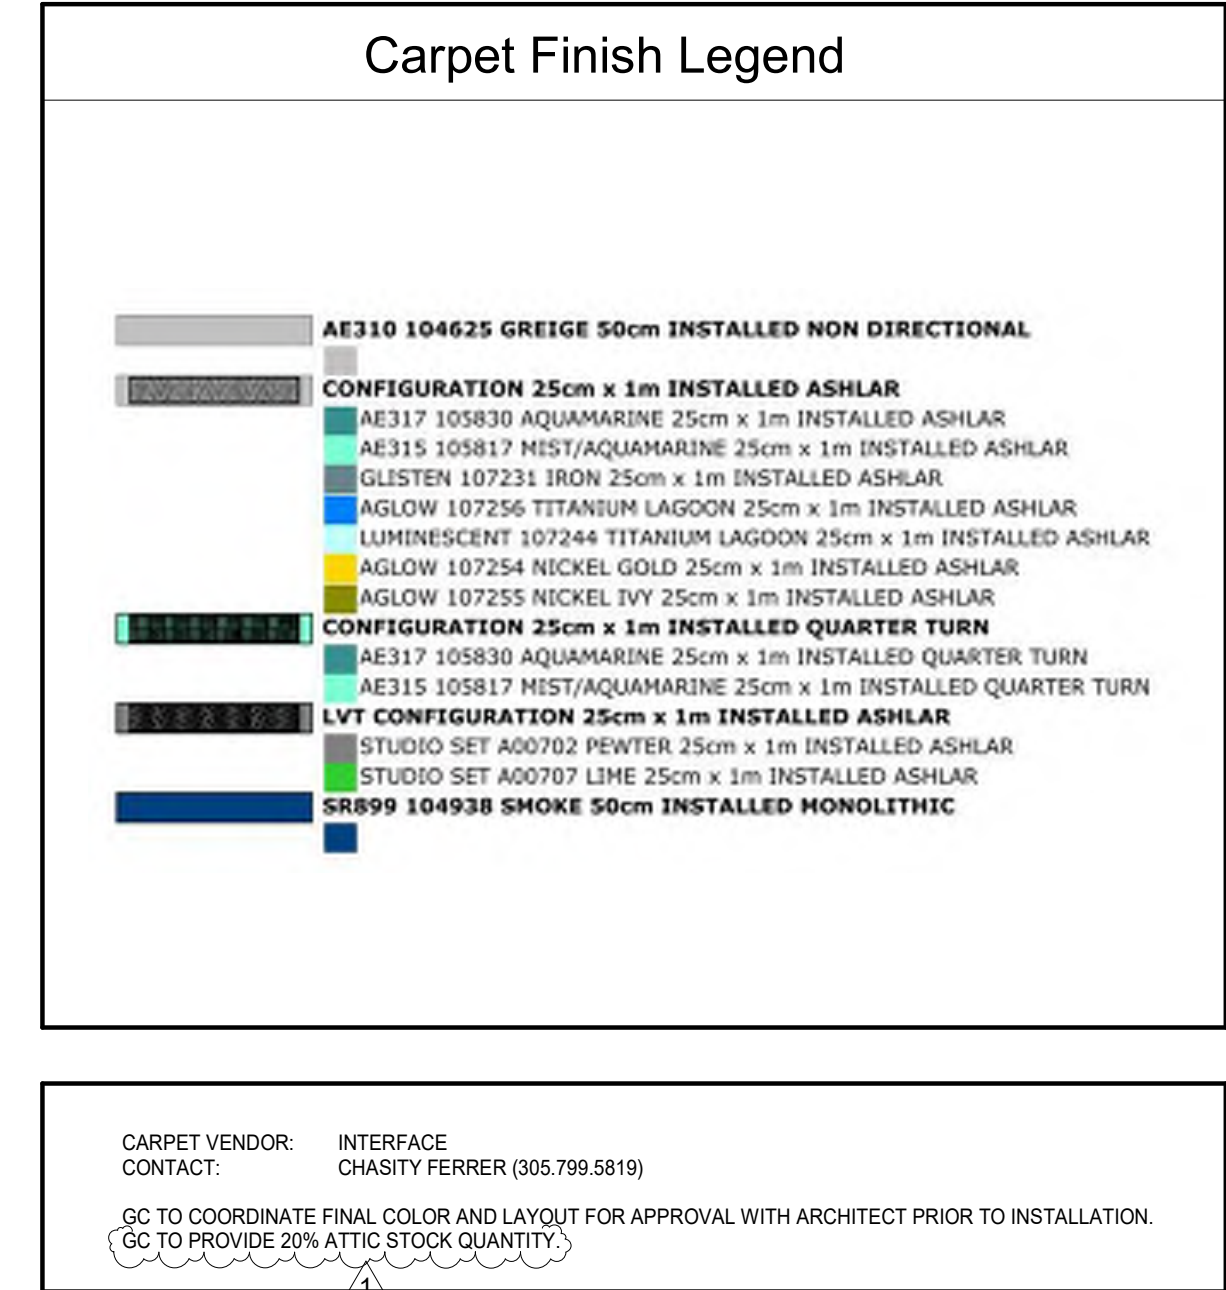 Carpet Finish Legend
AE310 104625 GREIGE 50cm INSTALLED NON DIRECTIONAL
CONFIGURATION 25cm x 1m INSTALLED ASHLAR
AE317 105830 AQUAMARINE 25cm x 1m INSTALLED ASHLAR
AE315 105817 MIST/AQUAMARINE 25cm x 1m INSTALLED ASHLAR
GLISTEN 107231 IRON 25cm x 1m INSTALLED ASHLAR
AGLOW 107256 TITANIUM LAGOON 25cm x 1m INSTALLED ASHLAR
LUMINESCENT 107244 TITANIUM LAGOON 25cm x 1m INSTALLED ASHLAR
AGLOW 107254 NICKEL GOLD 25cm x 1m INSTALLED ASHLAR
AGLOW 107255 NICKEL IVY 25cm x 1m INSTALLED ASHLAR
CONFIGURATION 25cm x 1m INSTALLED QUARTER TURN
AE317 105830 AQUAMARINE 25cm x 1m INSTALLED QUARTER TURN
AE315 105817 MIST/AQUAMARINE 25cm x 1m INSTALLED QUARTER TURN
LVT CONFIGURATION 25cm x 1m INSTALLED ASHLAR
STUDIO SET A00702 PEWTER 25cm x 1m INSTALLED ASHLAR
STUDIO SET A00707 LIME 25cm x 1m INSTALLED ASHLAR
SR899 104938 SMOKE 50cm INSTALLED MONOLITHIC
CARPET VENDOR: INTERFACE
CONTACT: CHASITY FERRER (305.799.5819)
GC TO COORDINATE FINAL COLOR AND LAYOUT FOR APPROVAL WITH ARCHITECT PRIOR TO INSTALLATION.
GC TO PROVIDE 20% ATTIC STOCK QUANTITY.
1